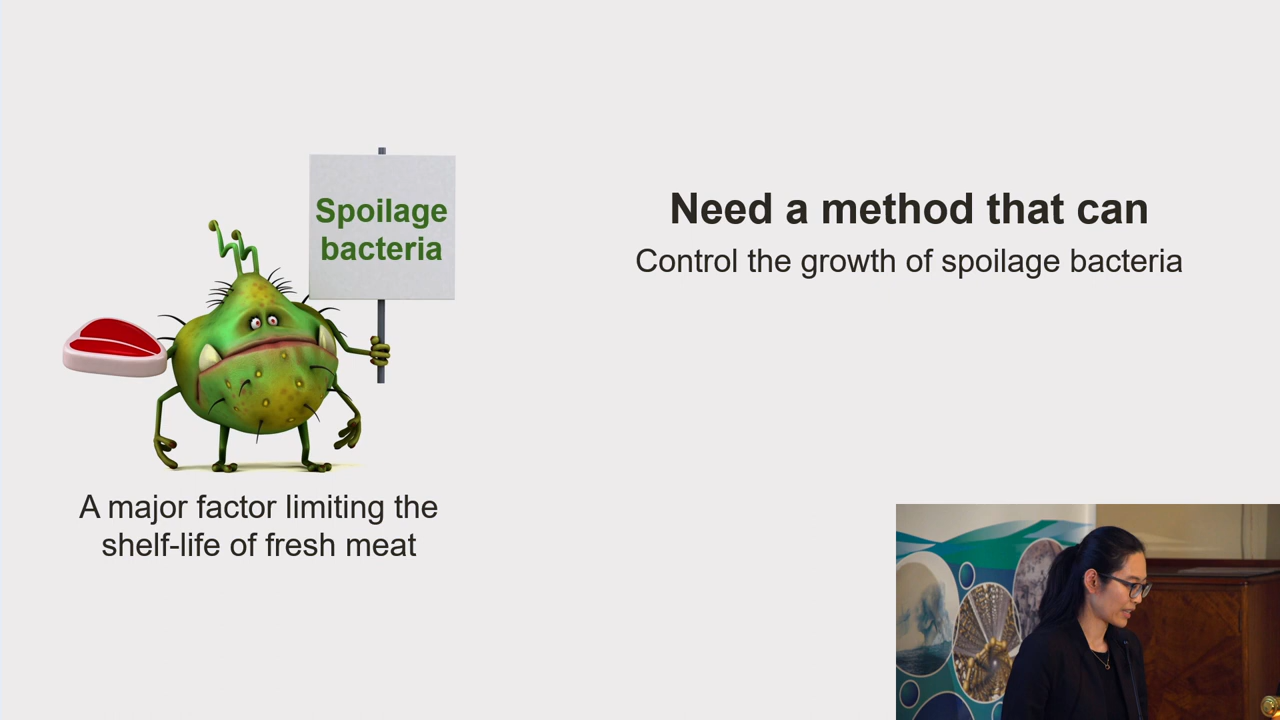 Spoilage
bacteria
A major factor limiting the
shelf-life of fresh meat
Need a method that can
Control the growth of spoilage bacteria